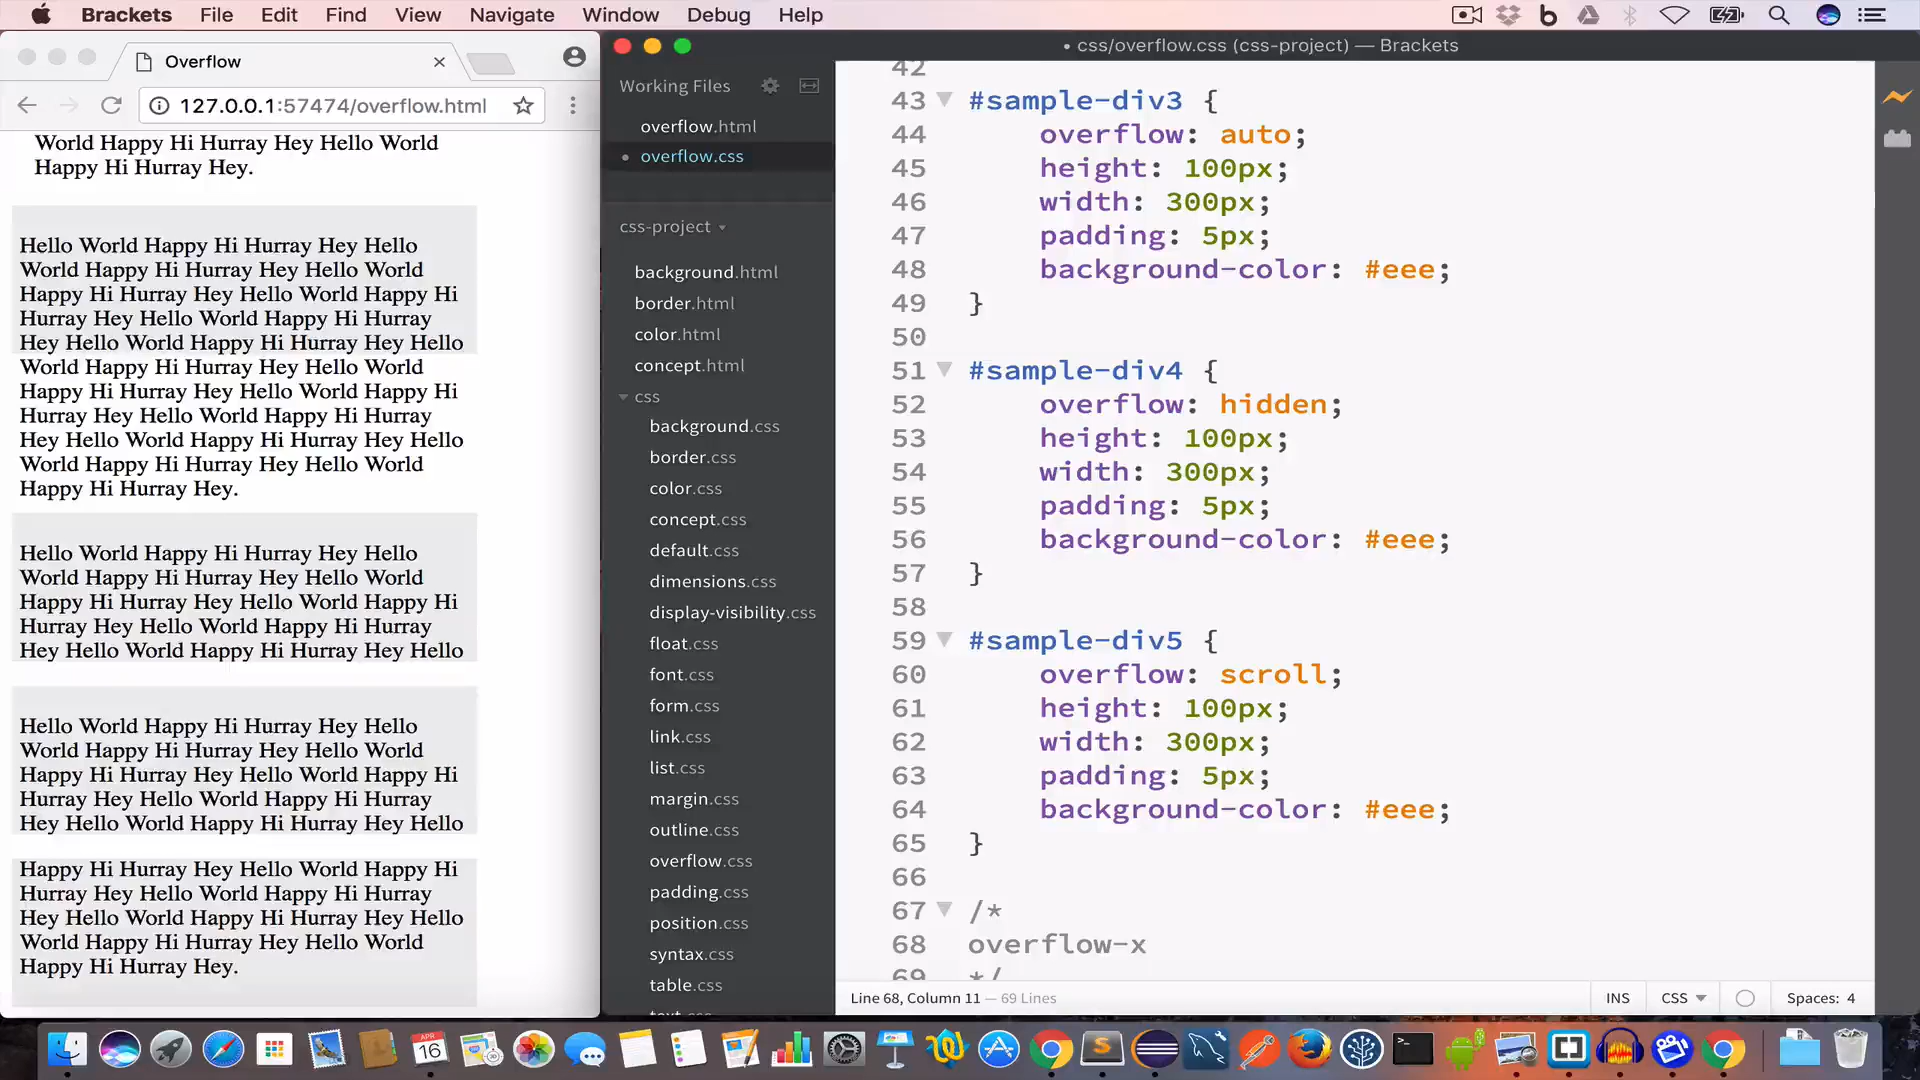 Brackets File Edit Find View Navigate Window Debug Help
Overflow
127.0.0.1:57474/overflow.html
World Happy Hi Hurray Hey Hello World
Happy Hi Hurray Hey.
Hello World Happy Hi Hurray Hey Hello
World Happy Hi Hurray Hey Hello World
Happy Hi Hurray Hey Hello World Happy Hi
Hurray Hey Hello World Happy Hi Hurray
Hey Hello World Happy Hi Hurray Hey Hello
World Happy Hi Hurray Hey Hello World
Happy Hi Hurray Hey Hello World Happy Hi
Hurray Hey Hello World Happy Hi Hurray
Hey Hello World Happy Hi Hurray Hey Hello
World Happy Hi Hurray Hey Hello World
Happy Hi Hurray Hey.
Hello World Happy Hi Hurray Hey Hello
World Happy Hi Hurray Hey Hello World
Happy Hi Hurray Hey Hello World Happy Hi
Hurray Hey Hello World Happy Hi Hurray
Hey Hello World Happy Hi Hurray Hey Hello
Hello World Happy Hi Hurray Hey Hello
World Happy Hi Hurray Hey Hello World
Happy Hi Hurray Hey Hello World Happy Hi
Hurray Hey Hello World Happy Hi Hurray
Hey Hello World Happy Hi Hurray Hey Hello
Happy Hi Hurray Hey Hello World Happy Hi
Hurray Hey Hello World Happy Hi Hurray
Hey Hello World Happy Hi Hurray Hey Hello
World Happy Hi Hurray Hey Hello World
Happy Hi Hurray Hey.
• css/overflow.css (css-project) — Brackets
Working Files
overflow.html
overflow.css
css-project
background.html
border.html
color.html
concept.html
css
background.css
border.css
color.css
concept.css
default.css
dimensions.css
display-visibility.css
float.css
font.css
form.css
link.css
list.css
margin.css
outline.css
overflow.css
padding.css
position.css
syntax.css
table.css
text.css
42
43 #sample-div3 {
44 overflow: auto;
45 height: 100px;
46 width: 300px;
47 padding: 5px;
48 background-color: #eee;
49 }
50
51 #sample-div4 {
52 overflow: hidden;
53 height: 100px;
54 width: 300px;
55 padding: 5px;
56 background-color: #eee;
57 }
58
59 #sample-div5 {
60 overflow: scroll;
61 height: 100px;
62 width: 300px;
63 padding: 5px;
64 background-color: #eee;
65 }
66
67 /*
68 overflow-x
69 */
Line 68, Column 11 — 69 Lines
INS CSS Spaces: 4
APR
16